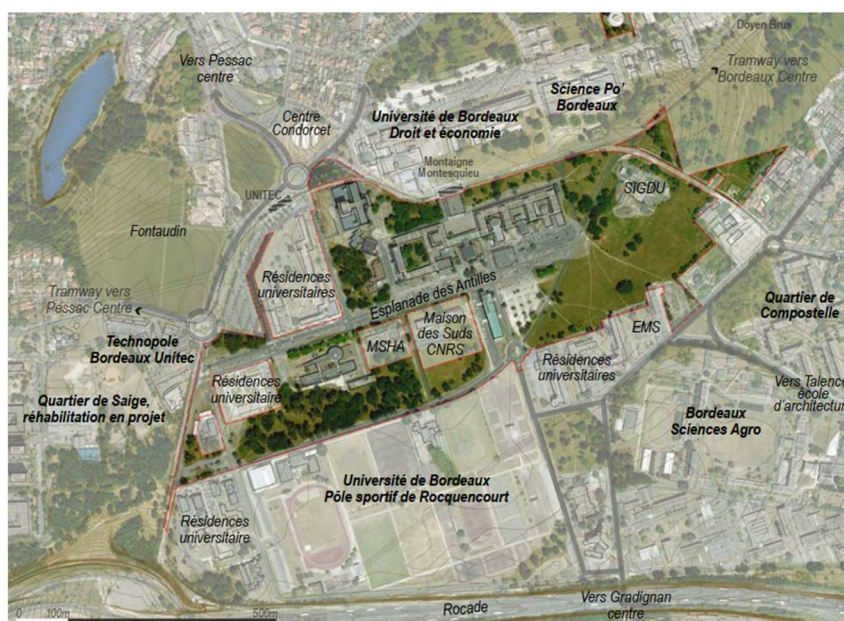 Doyen Brus
Vers Pessac
centre
Tramway vers
Bordeaux Centre
Science Po'
Bordeaux
Centre
Condorcet
Université de Bordeaux
Droit et économie
Montaigne
Montesquieu
UNITEC
SIGDU
Fontaudin
Résidences
universitaires
Esplanade des Antilles
Tramway vers
Pessac Centre
Quartier de
Compostelle
Maison
des Suds
CNRS
MSHA
EMS
Technopole
Bordeaux Unitec
Résidences
universitaires
Résidences
universitaire
Vers Talence
école
d'architecture
Quartier de Saige,
réhabilitation en projet
Bordeaux
Sciences Agro
Université de Bordeaux
Pôle sportif de Rocquencourt
Résidences
universitaire
Vers Gradignan
centre
Rocade
0 100m 500m